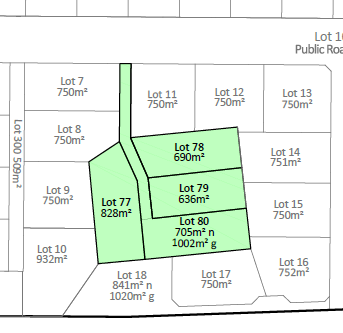 Lot 10
Public Roa
Lot 7
750m²
Lot 11
750m²
Lot 12
750m²
Lot 13
750m²
Lot 300 509m²
Lot 8
750m²
Lot 78
690m²
Lot 14
751m²
Lot 79
636m²
Lot 9
750m²
Lot 77
828m²
Lot 80
705m² n
1002m² g
Lot 15
750m²
Lot 10
932m²
Lot 18
841m² n
1020m² g
Lot 17
750m²
Lot 16
752m²